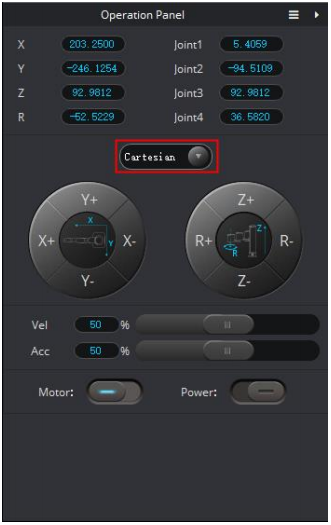 Operation Panel
X 203.2500 Joint1 5.4059
Y -246.1254 Joint2 -94.5109
Z 92.9812 Joint3 92.9812
R -52.5229 Joint4 36.5820
Cartesian
Y+ Z+
X
X+ Y X- R+ Z R-
R
Y- Z-
Vel 50 %
Acc 50 %
Motor: Power: